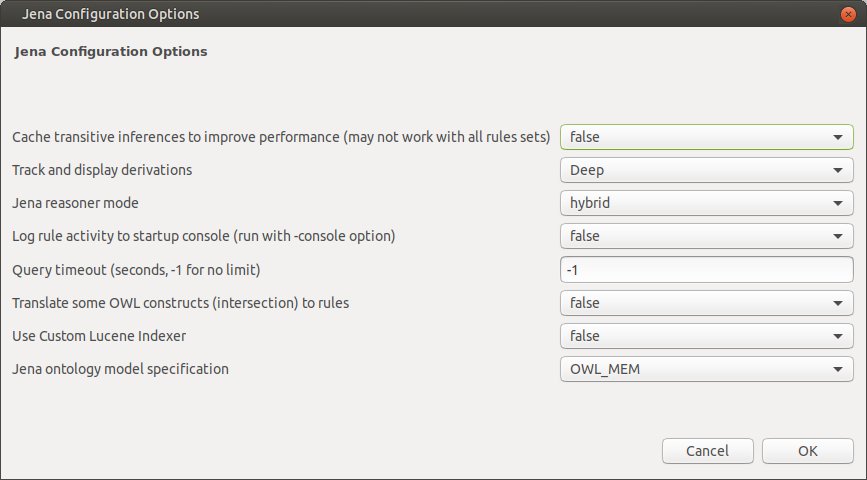 Jena Configuration Options
Jena Configuration Options
Cache transitive inferences to improve performance (may not work with all rules sets) false
Track and display derivations Deep
Jena reasoner mode hybrid
Log rule activity to startup console (run with -console option) false
Query timeout (seconds, -1 for no limit) -1
Translate some OWL constructs (intersection) to rules false
Use Custom Lucene Indexer false
Jena ontology model specification OWL_MEM
Cancel OK